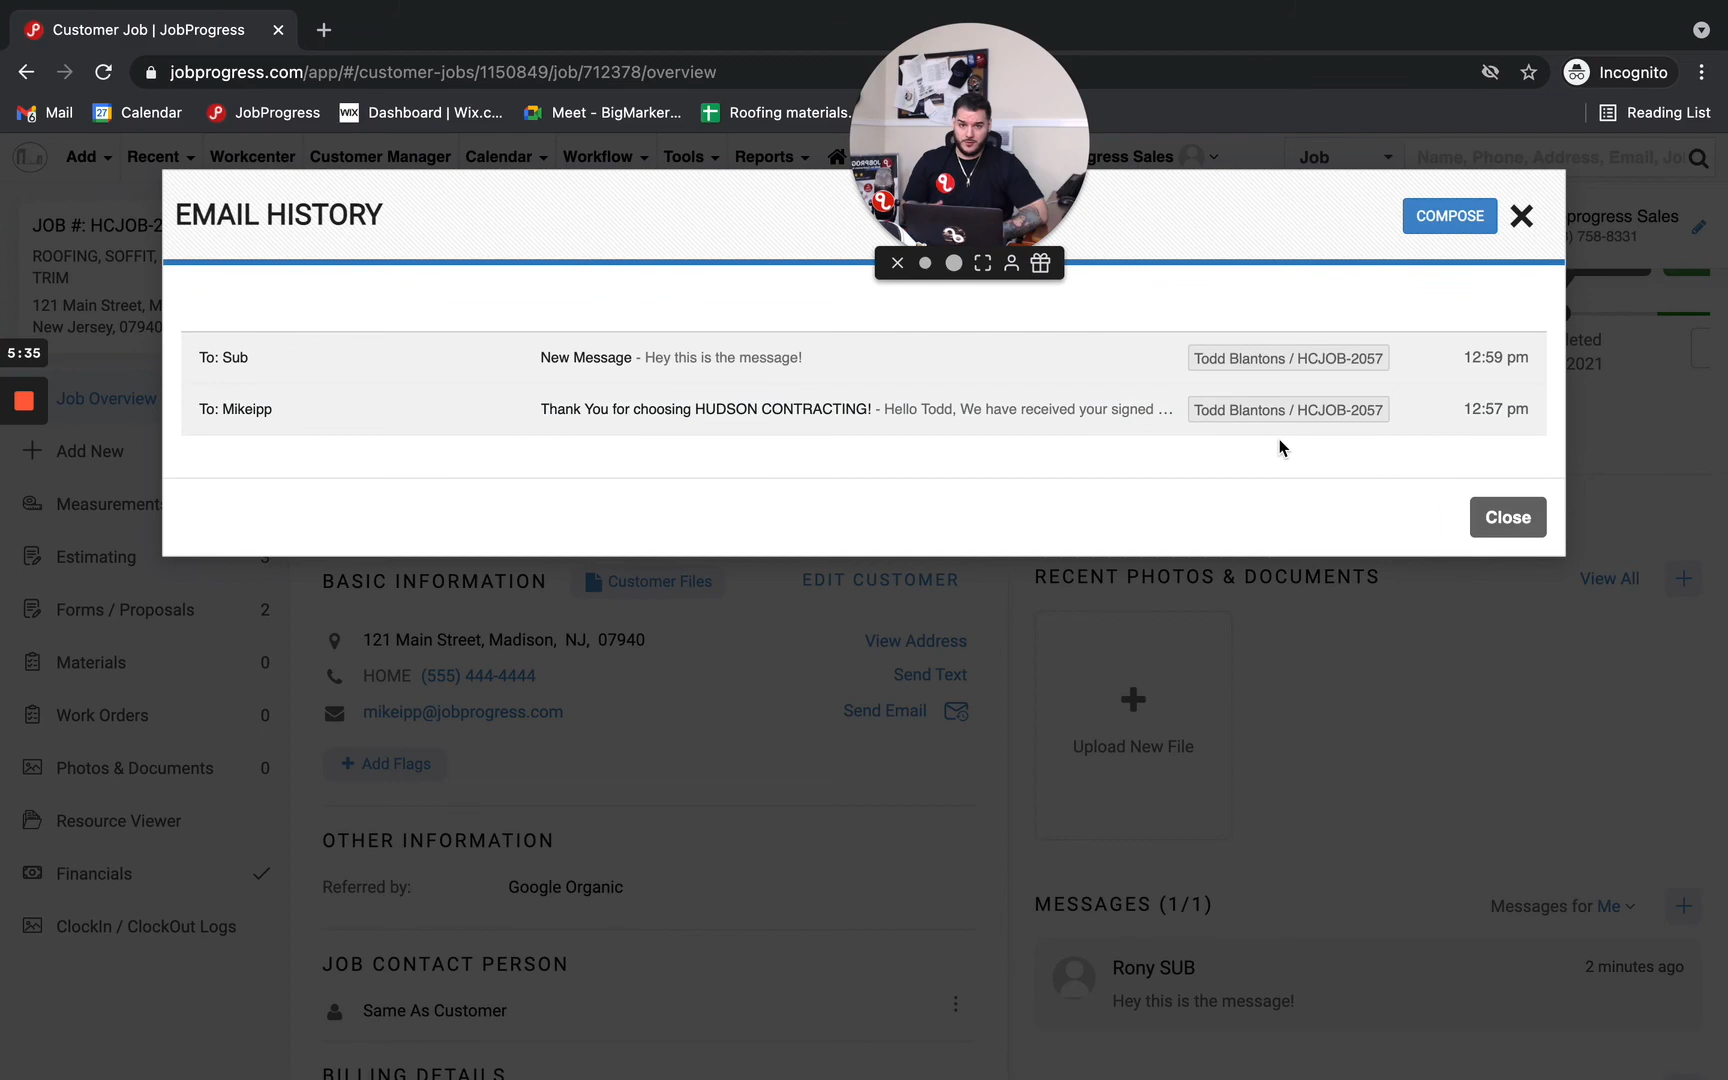 Customer Job | JobProgress
jobprogress.com/app/#/customer-jobs/1150849/job/712378/overview
Incognito
Mail
27 Calendar
JobProgress
WIX Dashboard | Wix.c...
Meet - BigMarker...
Roofing materials.
Reading List
Add
Recent
Workcenter
Customer Manager
Calendar
Workflow
Tools
Reports
gress Sales
Job
Name, Phone, Address, Email, Jo
EMAIL HISTORY
COMPOSE
JOB #: HCJOB-2
ROOFING, SOFFIT,
TRIM
121 Main Street, M
New Jersey, 07940
progress Sales
) 758-8331
eted
2021
5:35
To: Sub
New Message - Hey this is the message!
Todd Blantons / HCJOB-2057
12:59 pm
To: Mikeipp
Thank You for choosing HUDSON CONTRACTING! - Hello Todd, We have received your signed ...
Todd Blantons / HCJOB-2057
12:57 pm
Close
Job Overview
Add New
Measurements
Estimating 3
Forms / Proposals 2
Materials 0
Work Orders 0
Photos & Documents 0
Resource Viewer
Financials
ClockIn / ClockOut Logs
BASIC INFORMATION
Customer Files
EDIT CUSTOMER
121 Main Street, Madison, NJ, 07940
View Address
HOME (555) 444-4444
Send Text
mikeipp@jobprogress.com
Send Email
Add Flags
OTHER INFORMATION
Referred by: Google Organic
JOB CONTACT PERSON
Same As Customer
BILLING DETAILS
RECENT PHOTOS & DOCUMENTS
View All
Upload New File
MESSAGES (1/1)
Messages for Me
Rony SUB
2 minutes ago
Hey this is the message!